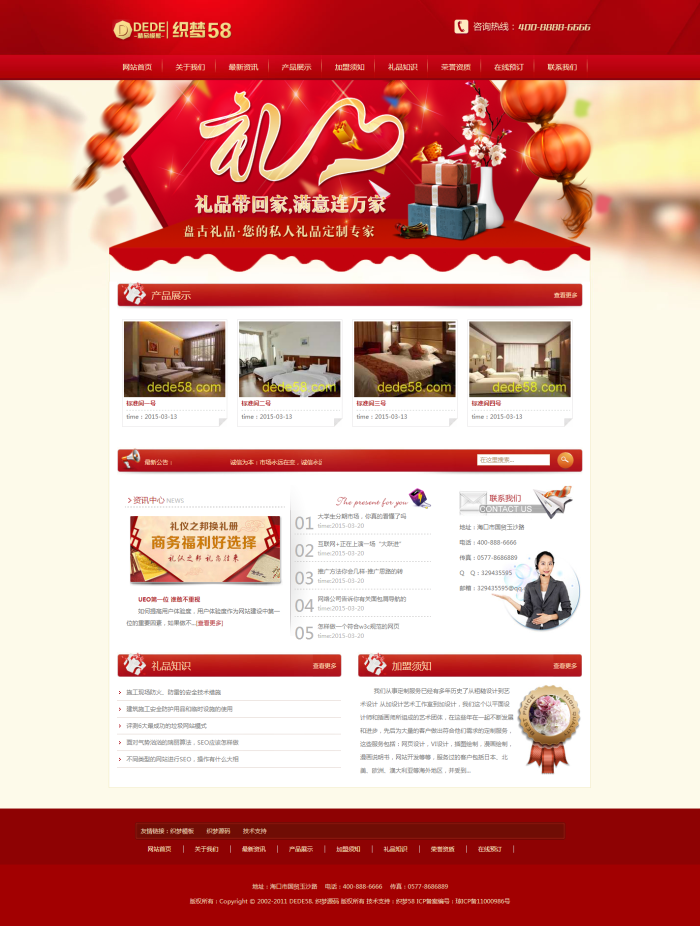 DEDE 织梦58
-精品模板-
咨询热线： 400-8888-6666
网站首页 关于我们 最新资讯 产品展示 加盟须知 礼品知识 荣誉资质 在线预订 联系我们
礼品
礼品带回家,满意连万家
盘古礼品·您的私人礼品定制专家
产品展示 查看更多
dede58.com dede58.com dede58.com dede58.com
标准间一号 标准间二号 标准间三号 标准间四号
time：2015-03-13 time：2015-03-13 time：2015-03-13 time：2015-03-13
最新公告： 诚信为本：市场永远在变，诚信永远 在这里搜索...
资讯中心 NEWS
礼仪之邦换礼册
商务福利好选择
礼仪之邦 礼尚往来
UEO第一位 谁敢不重视
如何提高用户体验度，用户体验度作为网站建设中第一
位的重要因素，如果做不...[查看更多]
The present for you
01 大学生分期市场，你真的看懂了吗
time:2015-03-20
02 互联网+正在上演一场“大跃进”
time:2015-03-20
03 推广方法你会几样-推广思路的转
time:2015-03-20
04 网络公司告诉你有关面包屑导航的
time:2015-03-20
05 怎样做一个符合w3c规范的网页
time:2015-03-20
联系我们
CONTACT US
地址：海口市国贸玉沙路
电话：400-888-6666
传真：0577-8686889
Q Q：329435595
邮箱：329435595@qq.
礼品知识 查看更多
施工现场防火、防雷的安全技术措施
建筑施工安全防护用品和临时设施的使用
评测6大最成功的垃圾网站模式
面对气势汹汹的搜频算法，SEO应该怎样做
不同类型的网站进行SEO，操作有什么大相
加盟须知 查看更多
我们从事定制服务已经有多年历史了从相稿设计到艺
术设计 从加设计艺术工作室到加设计，我们这个以平面设
计师和插画师所组成的艺术团体，在这些年在一起不断发展
和进步，先后为大量的客户做出符合他们需求的定制服务，
这些服务包括：网页设计，VI设计，插图绘制，漫画绘制，
漫画说明书，网站开发等等，服务过的客户包括日本、北
美、欧洲、澳大利亚等海外地区，并受到...
友情链接：织梦模板 织梦源码 技术支持
网站首页 关于我们 最新资讯 产品展示 加盟须知 礼品知识 荣誉资质 在线预订
地址：海口市国贸玉沙路 电话：400-888-6666 传真：0577-8686889
版权所有：Copyright © 2002-2011 DEDE58. 织梦源码 版权所有 技术支持：织梦58 ICP备案编号：琼ICP备11000986号